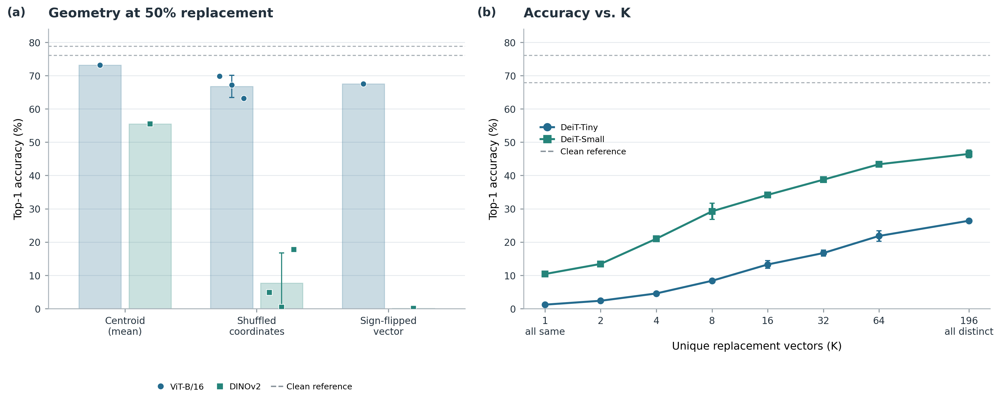 (a) Geometry at 50% replacement
Top-1 accuracy (%)
80
70
60
50
40
30
20
10
0
Centroid
(mean)
Shuffled
coordinates
Sign-flipped
vector
ViT-B/16
DINOv2
Clean reference
(b) Accuracy vs. K
Top-1 accuracy (%)
80
70
60
50
40
30
20
10
0
DeiT-Tiny
DeiT-Small
Clean reference
1
all same
2
4
8
16
32
64
196
all distinct
Unique replacement vectors (K)